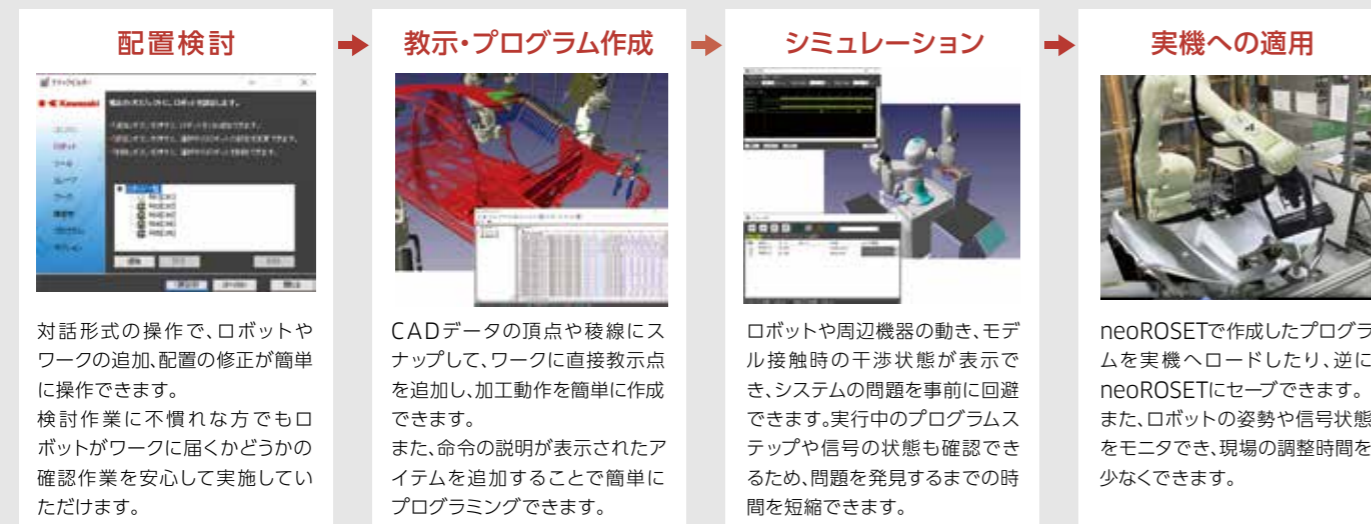 配置検討
Kawasaki
対話形式の操作で、ロボットや
ワークの追加、配置の修正が簡単
に操作できます。
検討作業に不慣れな方でもロ
ボットがワークに届くかどうかの
確認作業を安心して実施してい
ただけます。
教示・プログラム作成
CADデータの頂点や稜線にス
ナップして、ワークに直接教示点
を追加し、加工動作を簡単に作成
できます。
また、命令の説明が表示されたア
イテムを追加することで簡単に
プログラミングできます。
シミュレーション
ロボットや周辺機器の動き、モデ
ル接触時の干渉状態が表示で
き、システムの問題を事前に回避
できます。実行中のプログラムス
テップや信号の状態も確認でき
るため、問題を発見するまでの時
間を短縮できます。
実機への適用
neoROSETで作成したプログラ
ムを実機へロードしたり、逆に
neoROSETにセーブできます。
また、ロボットの姿勢や信号状態
をモニタでき、現場の調整時間を
少なくできます。